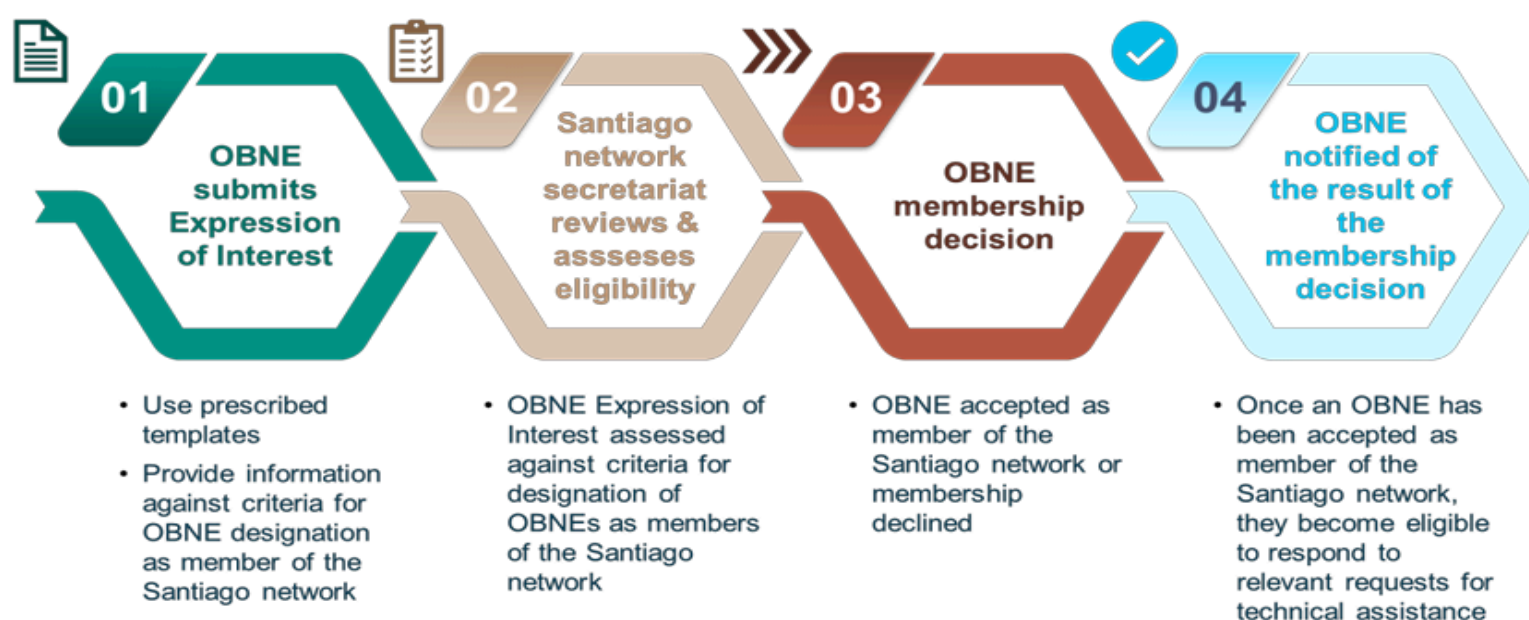 01
OBNE
submits
Expression
of Interest
02
Santiago
network
secretariat
reviews &
assseses
eligibility
03
OBNE
membership
decision
04
OBNE
notified of
the result of
the
membership
decision
• Use prescribed
templates
• Provide information
against criteria for
OBNE designation
as member of the
Santiago network
• OBNE Expression of
Interest assessed
against criteria for
designation of
OBNEs as members
of the Santiago
network
• OBNE accepted as
member of the
Santiago network or
membership
declined
• Once an OBNE has
been accepted as
member of the
Santiago network,
they become eligible
to respond to
relevant requests for
technical assistance